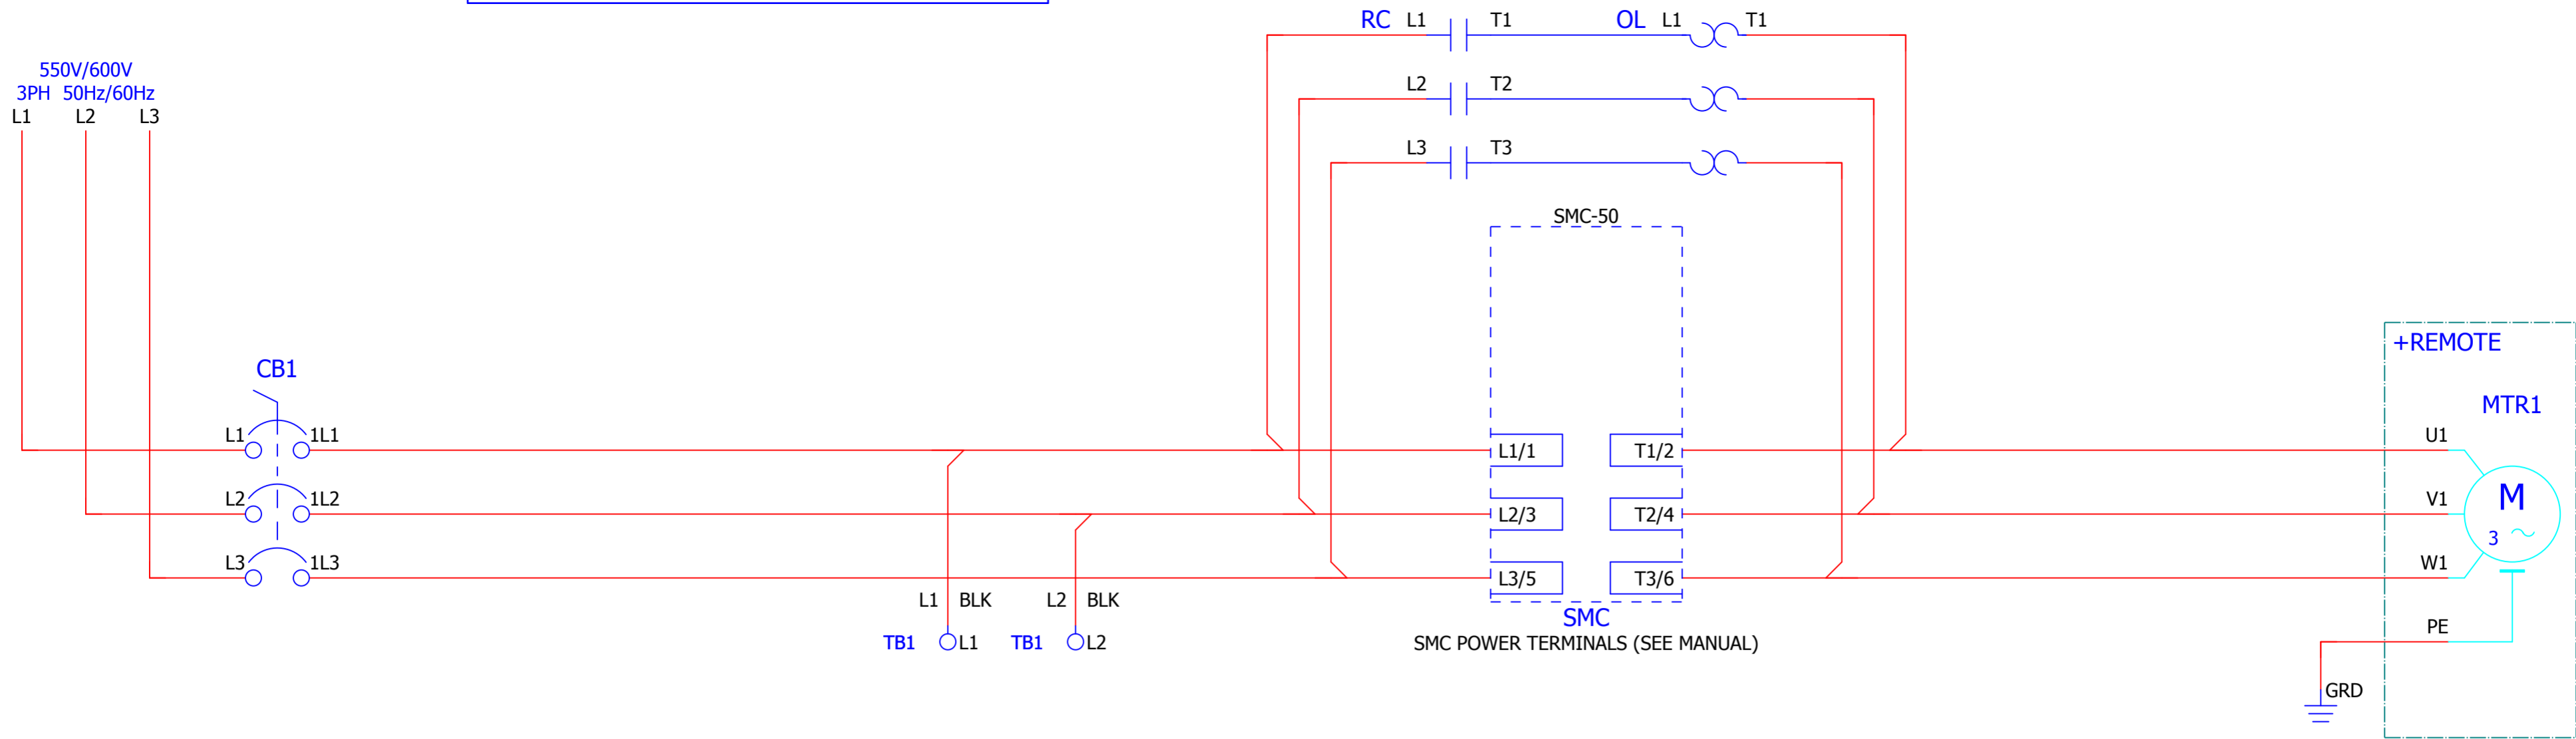 RC L1 T1 OL L1 T1
550V/600V
3PH 50Hz/60Hz
L1 L2 L3
L2 T2
L3 T3
SMC-50
+REMOTE
CB1
MTR1
L1 1L1 L1/1 T1/2 U1
L2 1L2 L2/3 T2/4 V1
M
3 ~
L3 1L3 L3/5 T3/6 W1
L1 BLK L2 BLK
SMC
TB1 L1 TB1 L2
SMC POWER TERMINALS (SEE MANUAL)
PE
GRD